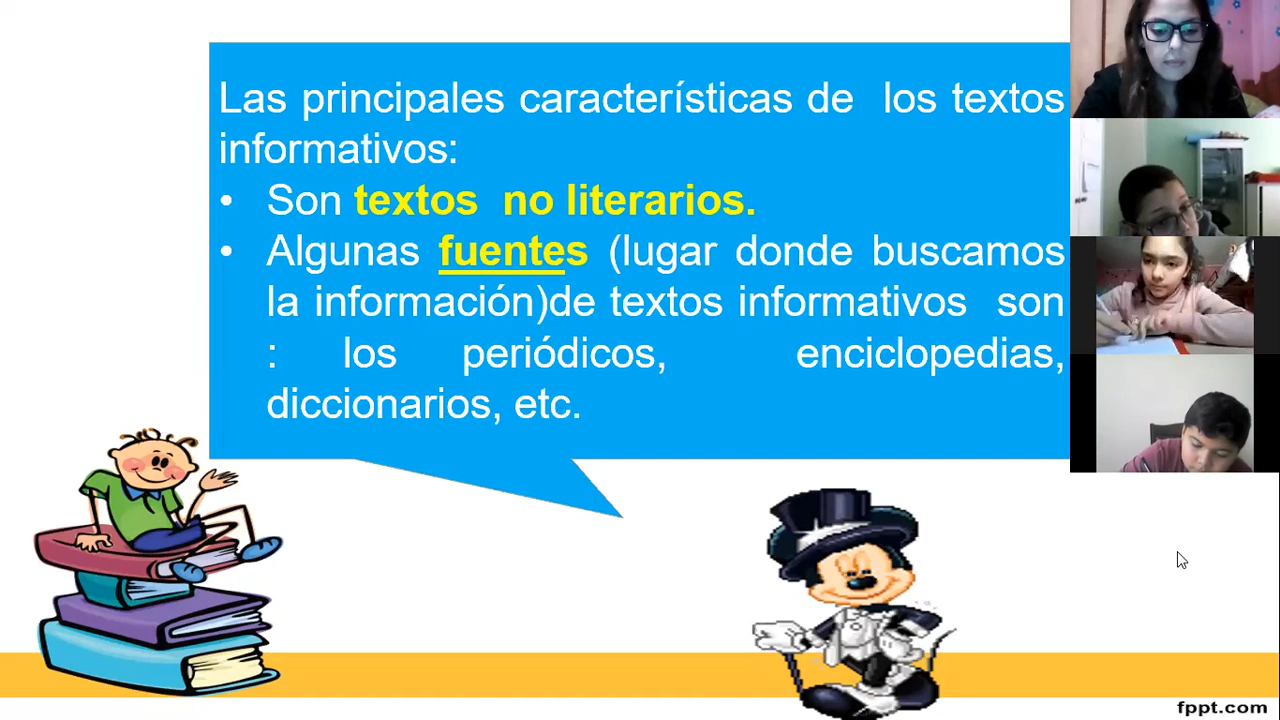 Las principales características de los textos
informativos:
• Son textos no literarios.
• Algunas fuentes (lugar donde buscamos
la información)de textos informativos son
: los periódicos, enciclopedias,
diccionarios, etc.
fppt.com